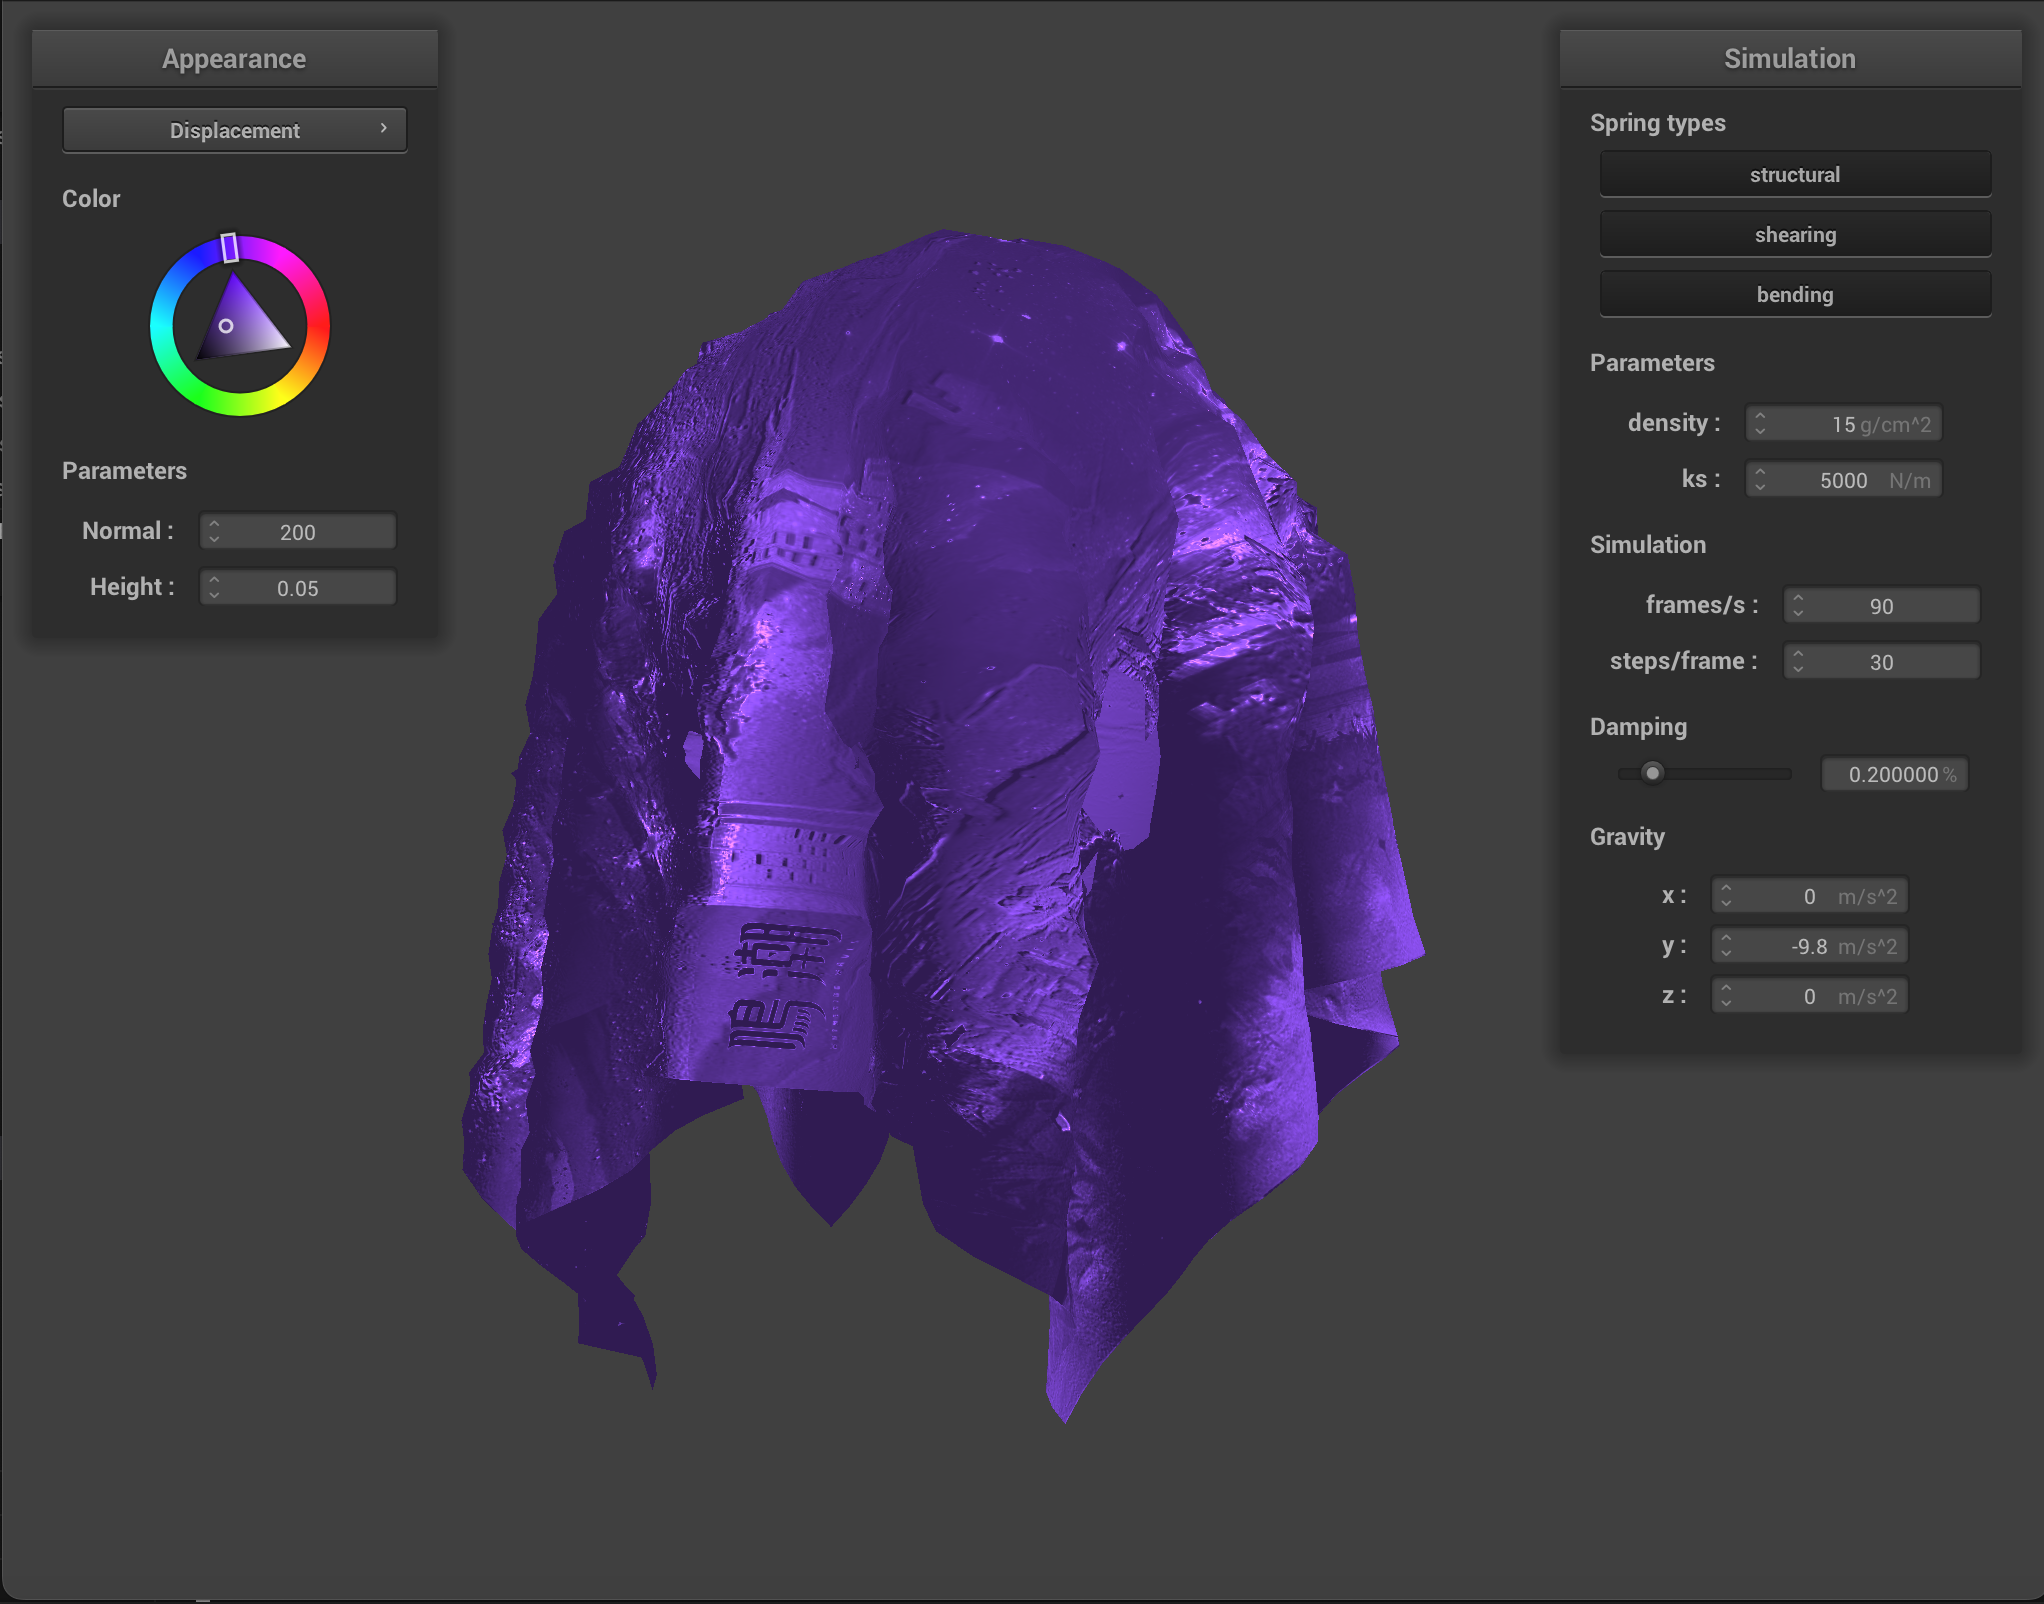 Appearance
Displacement
Color
Parameters
Normal : 200
Height : 0.05
Simulation
Spring types
structural
shearing
bending
Parameters
density : 15 g/cm^2
ks : 5000 N/m
Simulation
frames/s : 90
steps/frame : 30
Damping
0.200000 %
Gravity
x : 0 m/s^2
y : -9.8 m/s^2
z : 0 m/s^2